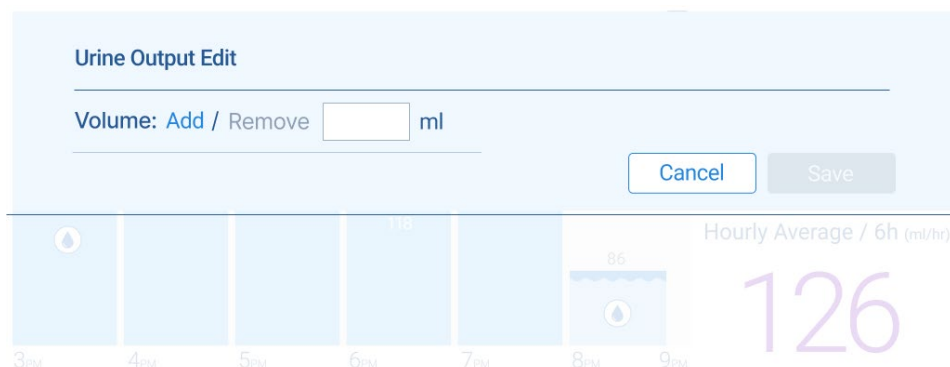 Urine Output Edit
Volume: Add / Remove ml
Cancel Save
118
Hourly Average / 6h (ml/hr)
86
126
3PM 4PM 5PM 6PM 7PM 8PM 9PM